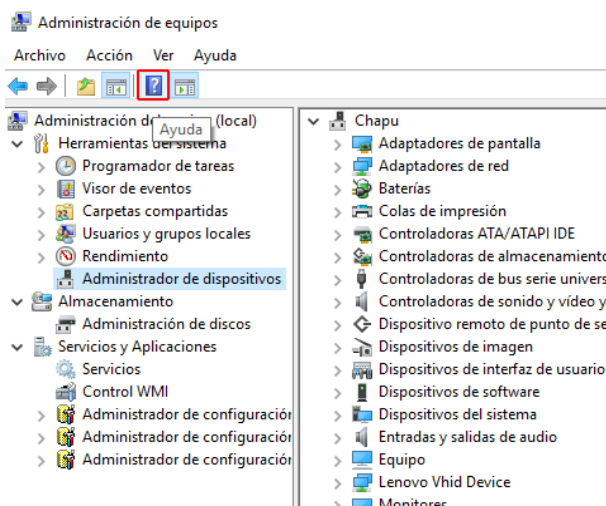 Administración de equipos
Archivo Acción Ver Ayuda
Administración de (local)
Ayuda
Herramientas del sistema
Programador de tareas
Visor de eventos
Carpetas compartidas
Usuarios y grupos locales
Rendimiento
Administrador de dispositivos
Almacenamiento
Administración de discos
Servicios y Aplicaciones
Servicios
Control WMI
Administrador de configuración
Administrador de configuración
Administrador de configuración
Chapu
Adaptadores de pantalla
Adaptadores de red
Baterías
Colas de impresión
Controladoras ATA/ATAPI IDE
Controladoras de almacenamiento
Controladoras de bus serie univers
Controladoras de sonido y vídeo y
Dispositivo remoto de punto de se
Dispositivos de imagen
Dispositivos de interfaz de usuario
Dispositivos de software
Dispositivos del sistema
Entradas y salidas de audio
Equipo
Lenovo Vhid Device
Monitores